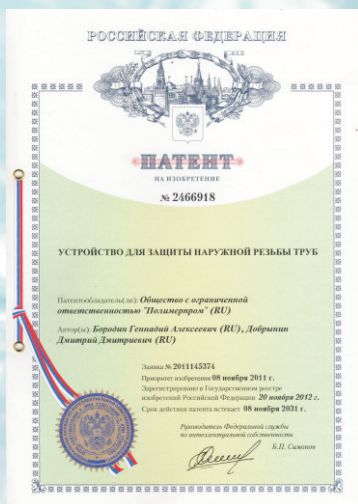 РОССИЙСКАЯ ФЕДЕРАЦИЯ
ПАТЕНТ
НА ИЗОБРЕТЕНИЕ
№ 2466918
УСТРОЙСТВО ДЛЯ ЗАЩИТЫ НАРУЖНОЙ РЕЗЬБЫ ТРУБ
Патентообладатель(ли): Общество с ограниченной
ответственностью "Полимерпром" (RU)
Автор(ы): Бородин Геннадий Алексеевич (RU), Добрынин
Дмитрий Дмитриевич (RU)
Заявка № 2011145374
Приоритет изобретения 08 ноября 2011 г.
Зарегистрировано в Государственном реестре
изобретений Российской Федерации 20 ноября 2012 г.
Срок действия патента истекает 08 ноября 2031 г.
Руководитель Федеральной службы
по интеллектуальной собственности
Б.П. Симонов